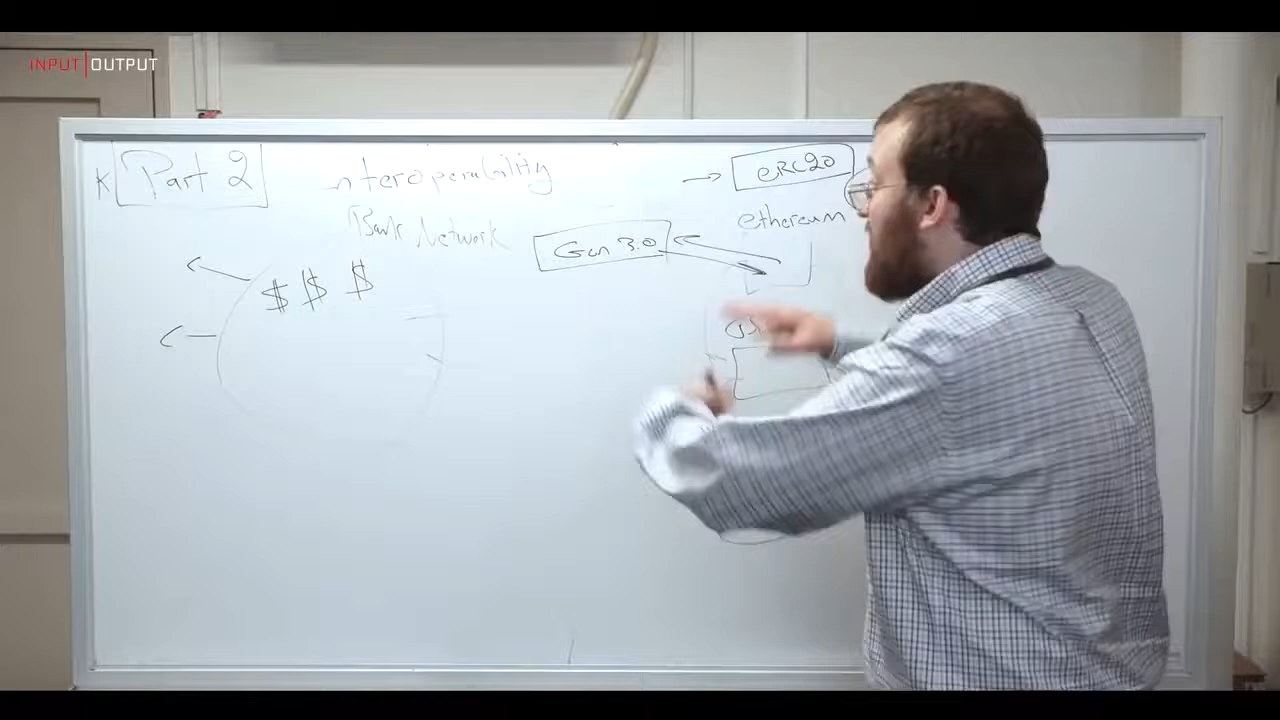 INPUT|OUTPUT
Part 2
nteroperability
Bank Network
$ $ $
Gen 3.0
eRC20
ethereum